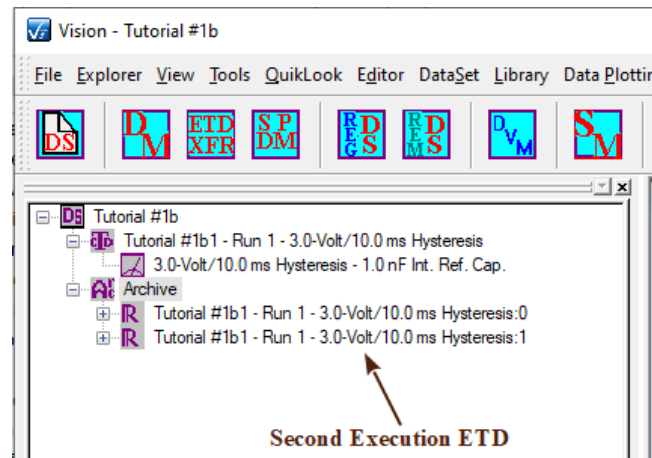 Vision - Tutorial #1b
File Explorer View Tools QuikLook Editor DataSet Library Data Plottin
DS DM ETD XFR SP DM REG DS REM DS DVM SM
DS Tutorial #1b
CTD Tutorial #1b1 - Run 1 - 3.0-Volt/10.0 ms Hysteresis
3.0-Volt/10.0 ms Hysteresis - 1.0 nF Int. Ref. Cap.
Archive
R Tutorial #1b1 - Run 1 - 3.0-Volt/10.0 ms Hysteresis:0
R Tutorial #1b1 - Run 1 - 3.0-Volt/10.0 ms Hysteresis:1
Second Execution ETD